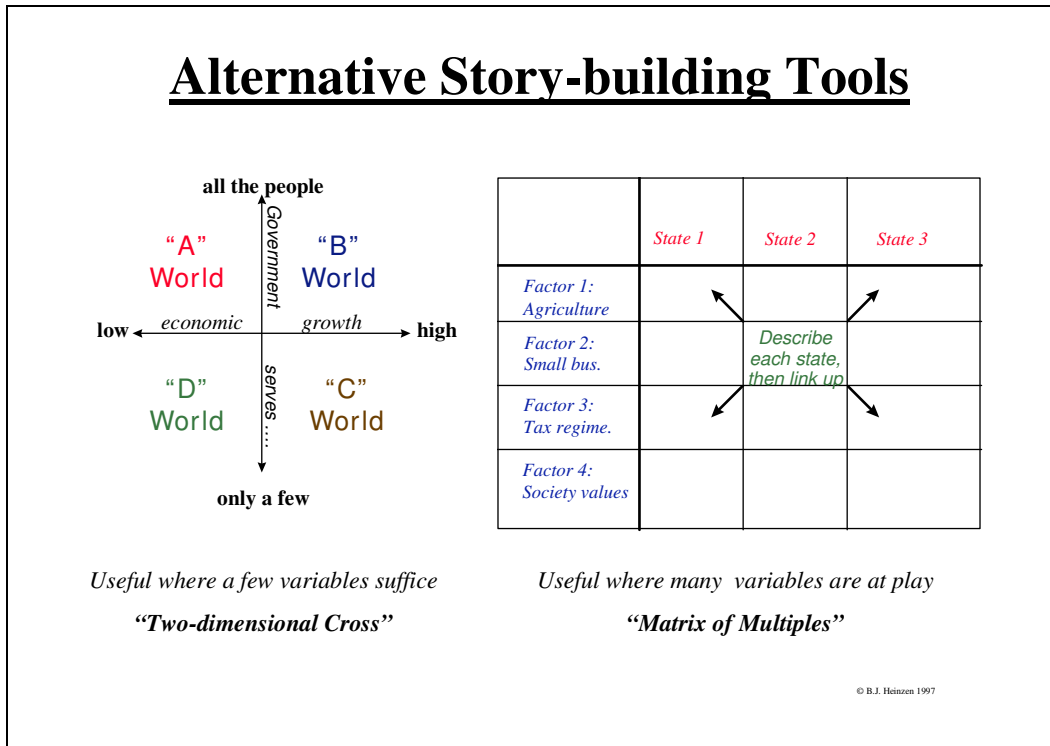 Alternative Story-building Tools
all the people
Government
“A”
World
“B”
World
low
economic
growth
high
“D”
World
serves ....
“C”
World
only a few
Useful where a few variables suffice
“Two-dimensional Cross”
State 1
State 2
State 3
Factor 1:
Agriculture
Factor 2:
Small bus.
Describe
each state,
then link up
Factor 3:
Tax regime.
Factor 4:
Society values
Useful where many variables are at play
“Matrix of Multiples”
© B.J. Heinzen 1997